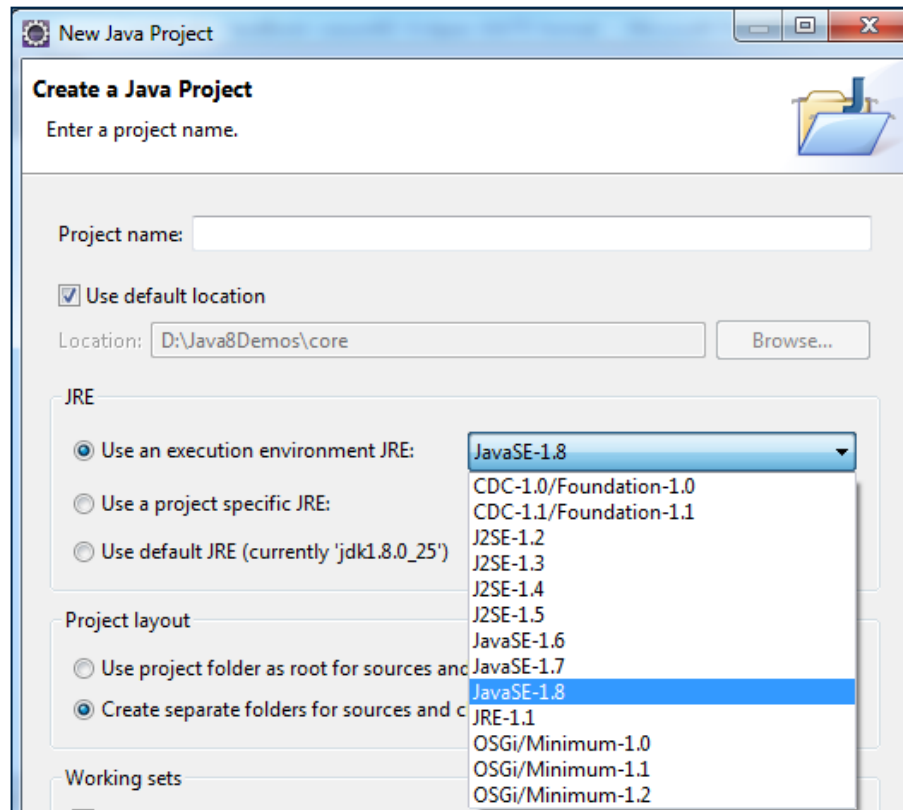 New Java Project
Create a Java Project
Enter a project name.
Project name:
Use default location
Location: D:\Java8Demos\core Browse...
JRE
Use an execution environment JRE: JavaSE-1.8
CDC-1.0/Foundation-1.0
CDC-1.1/Foundation-1.1
Use a project specific JRE:
J2SE-1.2
J2SE-1.3
Use default JRE (currently 'jdk1.8.0_25')
J2SE-1.4
J2SE-1.5
Project layout
JavaSE-1.6
Use project folder as root for sources and JavaSE-1.7
JavaSE-1.8
Create separate folders for sources and c
JRE-1.1
OSGi/Minimum-1.0
OSGi/Minimum-1.1
Working sets
OSGi/Minimum-1.2